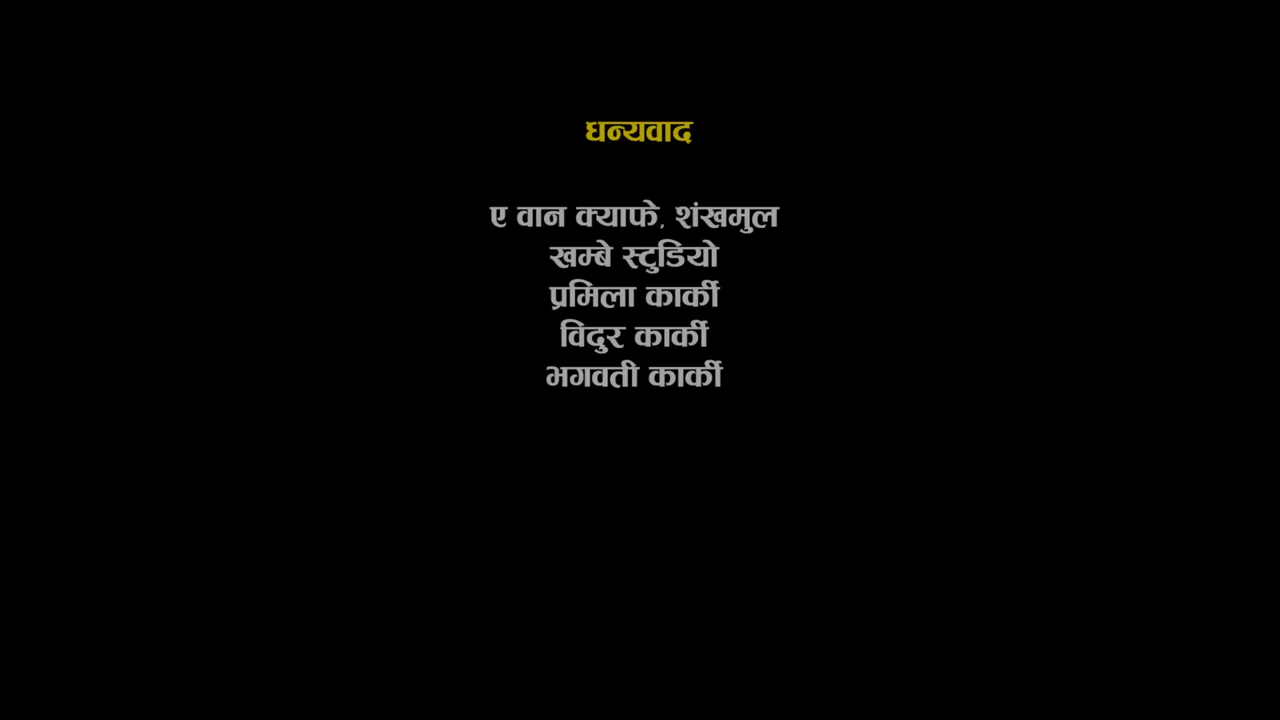 धन्यवाद
ए वान क्याफे, शंखमुल
खम्बे स्टुडियो
प्रमिला कार्की
विदुर कार्की
भगवती कार्की